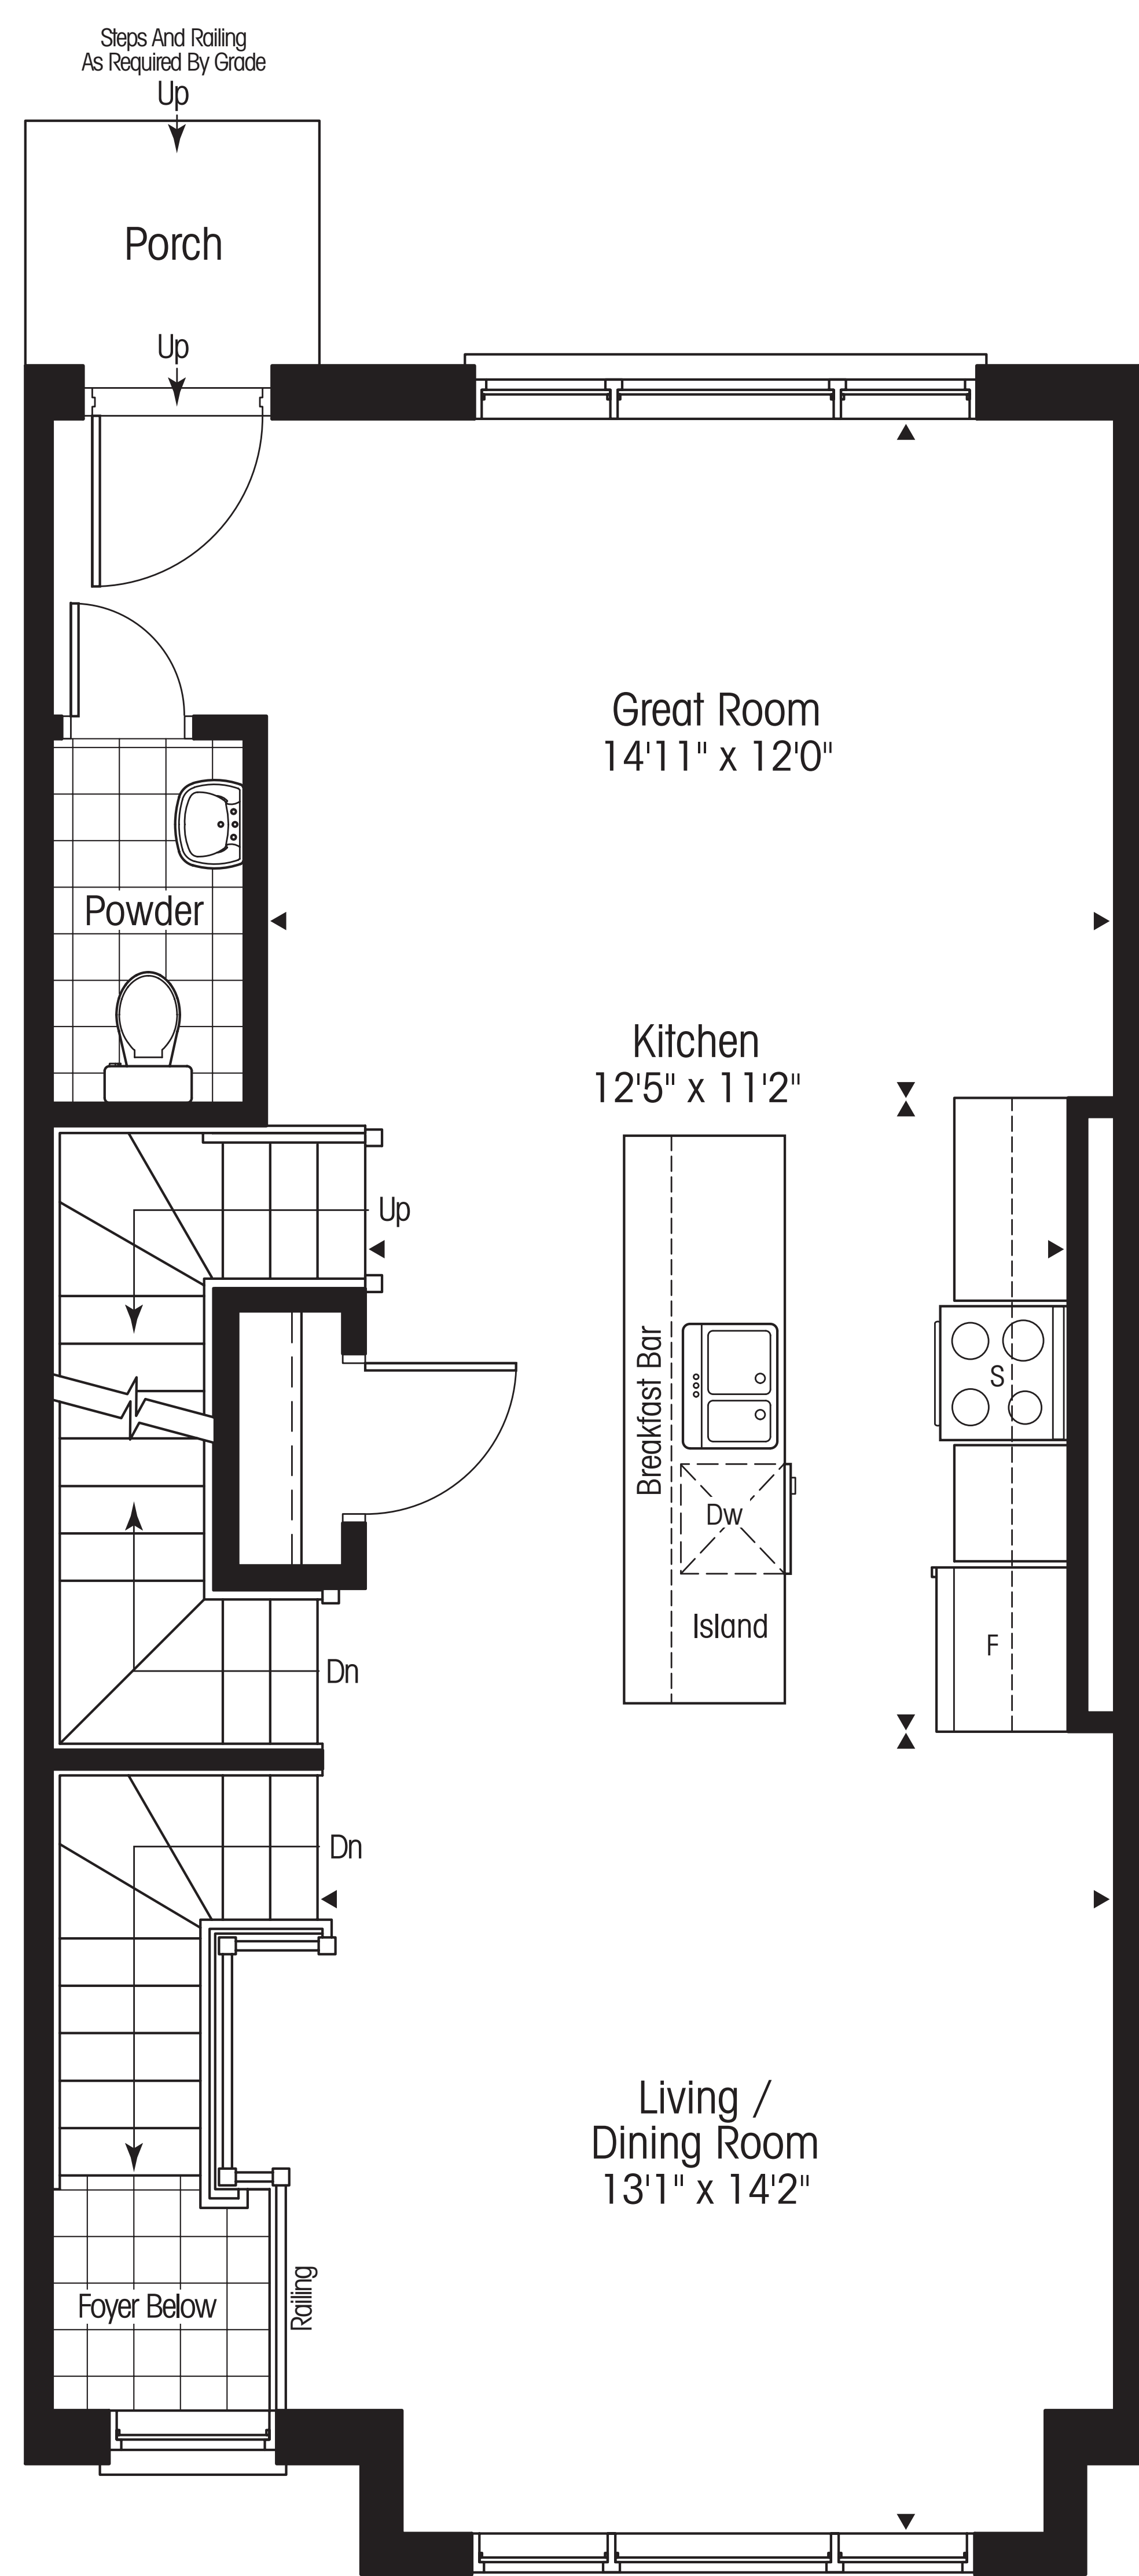 Steps And Railing
As Required By Grade
Up
Porch
Up
Great Room
14'11" x 12'0"
Powder
Kitchen
12'5" x 11'2"
Up
Breakfast Bar
S
Dw
Island
F
Dn
Dn
Living /
Dining Room
13'1" x 14'2"
Foyer Below
Railing